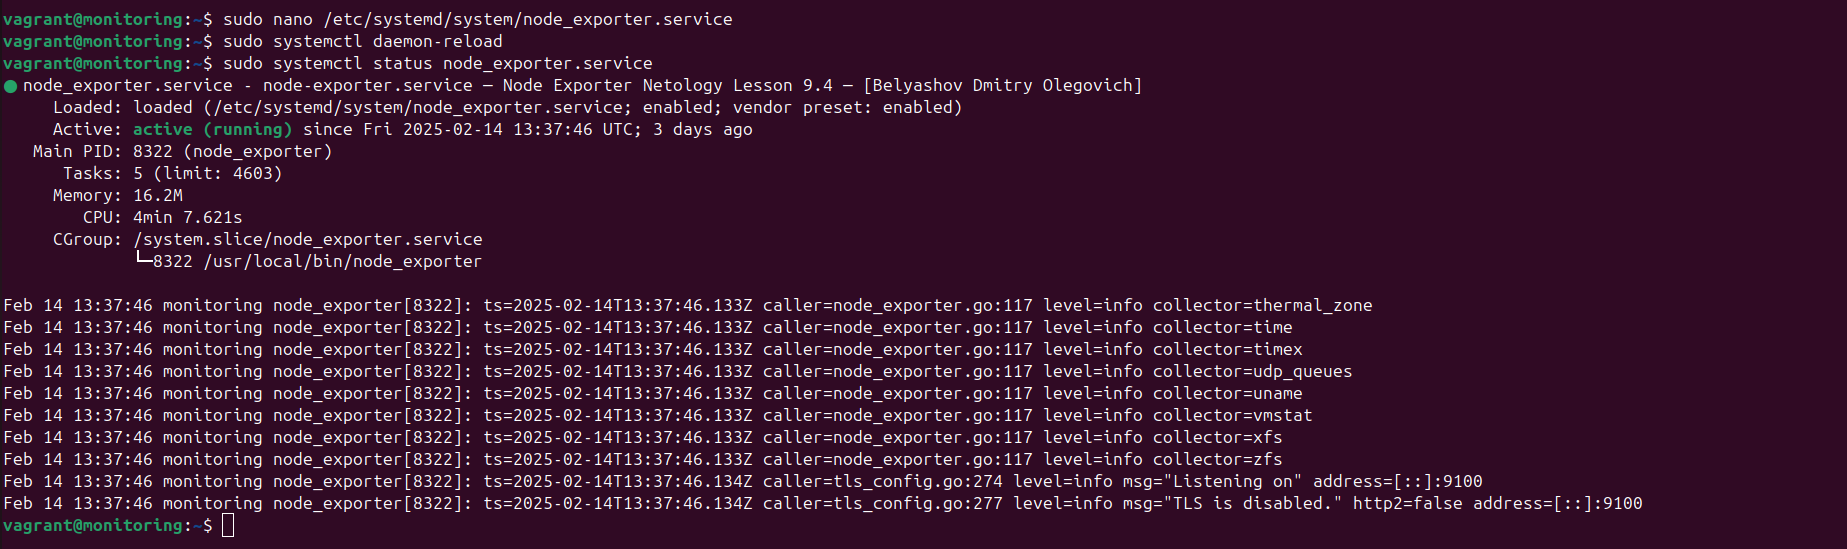 vagrant@monitoring:~$ sudo nano /etc/systemd/system/node_exporter.service
vagrant@monitoring:~$ sudo systemctl daemon-reload
vagrant@monitoring:~$ sudo systemctl status node_exporter.service
● node_exporter.service - node-exporter.service — Node Exporter Netology Lesson 9.4 — [Belyashov Dmitry Olegovich]
Loaded: loaded (/etc/systemd/system/node_exporter.service; enabled; vendor preset: enabled)
Active: active (running) since Fri 2025-02-14 13:37:46 UTC; 3 days ago
Main PID: 8322 (node_exporter)
Tasks: 5 (limit: 4603)
Memory: 16.2M
CPU: 4min 7.621s
CGroup: /system.slice/node_exporter.service
└─8322 /usr/local/bin/node_exporter
Feb 14 13:37:46 monitoring node_exporter[8322]: ts=2025-02-14T13:37:46.133Z caller=node_exporter.go:117 level=info collector=thermal_zone
Feb 14 13:37:46 monitoring node_exporter[8322]: ts=2025-02-14T13:37:46.133Z caller=node_exporter.go:117 level=info collector=time
Feb 14 13:37:46 monitoring node_exporter[8322]: ts=2025-02-14T13:37:46.133Z caller=node_exporter.go:117 level=info collector=timex
Feb 14 13:37:46 monitoring node_exporter[8322]: ts=2025-02-14T13:37:46.133Z caller=node_exporter.go:117 level=info collector=udp_queues
Feb 14 13:37:46 monitoring node_exporter[8322]: ts=2025-02-14T13:37:46.133Z caller=node_exporter.go:117 level=info collector=uname
Feb 14 13:37:46 monitoring node_exporter[8322]: ts=2025-02-14T13:37:46.133Z caller=node_exporter.go:117 level=info collector=vmstat
Feb 14 13:37:46 monitoring node_exporter[8322]: ts=2025-02-14T13:37:46.133Z caller=node_exporter.go:117 level=info collector=xfs
Feb 14 13:37:46 monitoring node_exporter[8322]: ts=2025-02-14T13:37:46.133Z caller=node_exporter.go:117 level=info collector=zfs
Feb 14 13:37:46 monitoring node_exporter[8322]: ts=2025-02-14T13:37:46.134Z caller=tls_config.go:274 level=info msg="Listening on" address=[::]:9100
Feb 14 13:37:46 monitoring node_exporter[8322]: ts=2025-02-14T13:37:46.134Z caller=tls_config.go:277 level=info msg="TLS is disabled." http2=false address=[::]:9100
vagrant@monitoring:~$